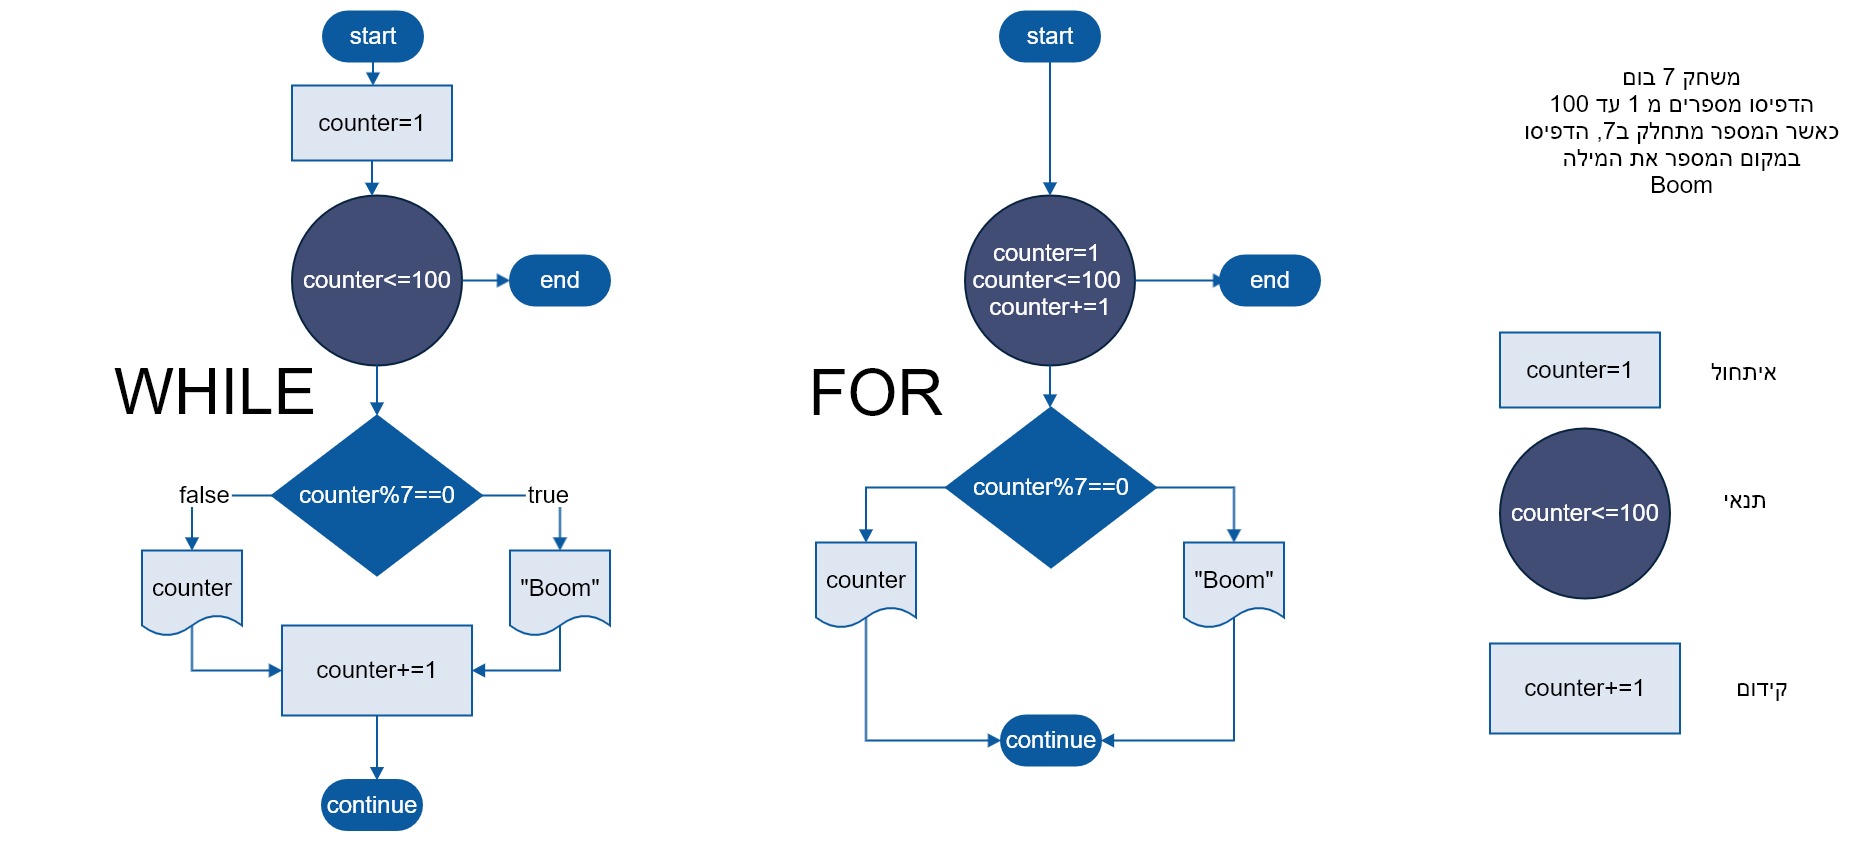 start
counter=1
counter<=100
end
WHILE
counter%7==0
false
true
counter
"Boom"
counter+=1
continue
start
counter=1
counter<=100
counter+=1
end
FOR
counter%7==0
counter
"Boom"
continue
משחק 7 בום
הדפיסו מספרים מ 1 עד 100
כאשר המספר מתחלק ב7, הדפיסו
במקום המספר את המילה
Boom
counter=1
איתחול
counter<=100
תנאי
counter+=1
קידום